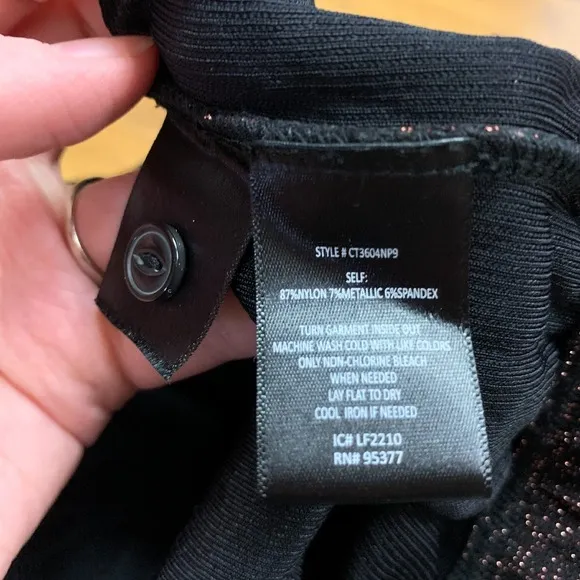 STYLE # CT3604NP9
SELF:
87%NYLON 7%METALLIC 6%SPANDEX
TURN GARMENT INSIDE OUT
MACHINE WASH COLD WITH LIKE COLORS
ONLY NON-CHLORINE BLEACH
WHEN NEEDED
LAY FLAT TO DRY
COOL IRON IF NEEDED
IC# LF2210
RN# 95377